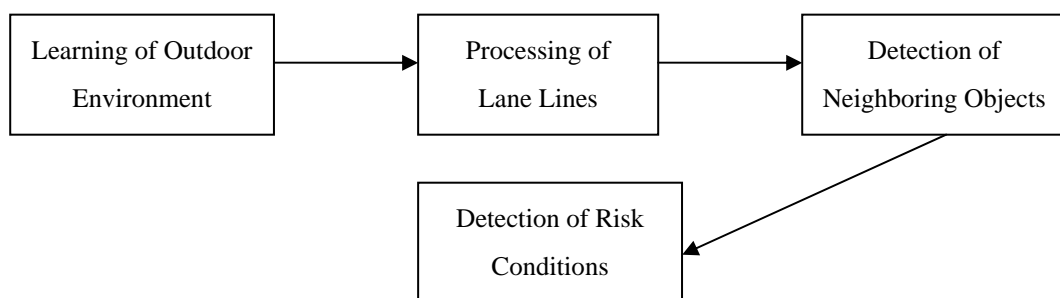 Learning of Outdoor
Environment
Processing of
Lane Lines
Detection of
Neighboring Objects
Detection of Risk
Conditions